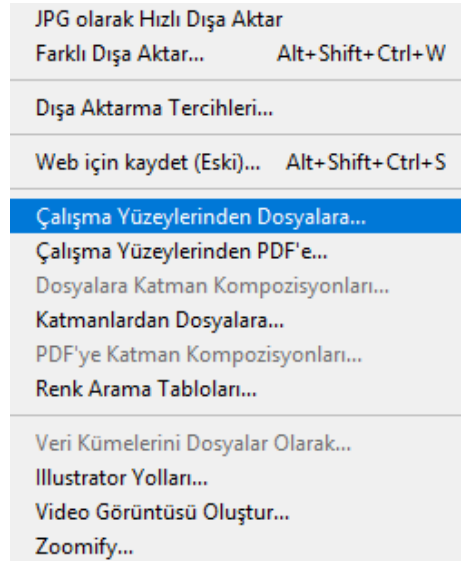 JPG olarak Hızlı Dışa Aktar
Farklı Dışa Aktar... Alt+Shift+Ctrl+W
Dışa Aktarma Tercihleri...
Web için kaydet (Eski)... Alt+Shift+Ctrl+S
Çalışma Yüzeylerinden Dosyalara...
Çalışma Yüzeylerinden PDF'e...
Dosyalara Katman Kompozisyonları...
Katmanlardan Dosyalara...
PDF'ye Katman Kompozisyonları...
Renk Arama Tabloları...
Veri Kümelerini Dosyalar Olarak...
Illustrator Yolları...
Video Görüntüsü Oluştur...
Zoomify...